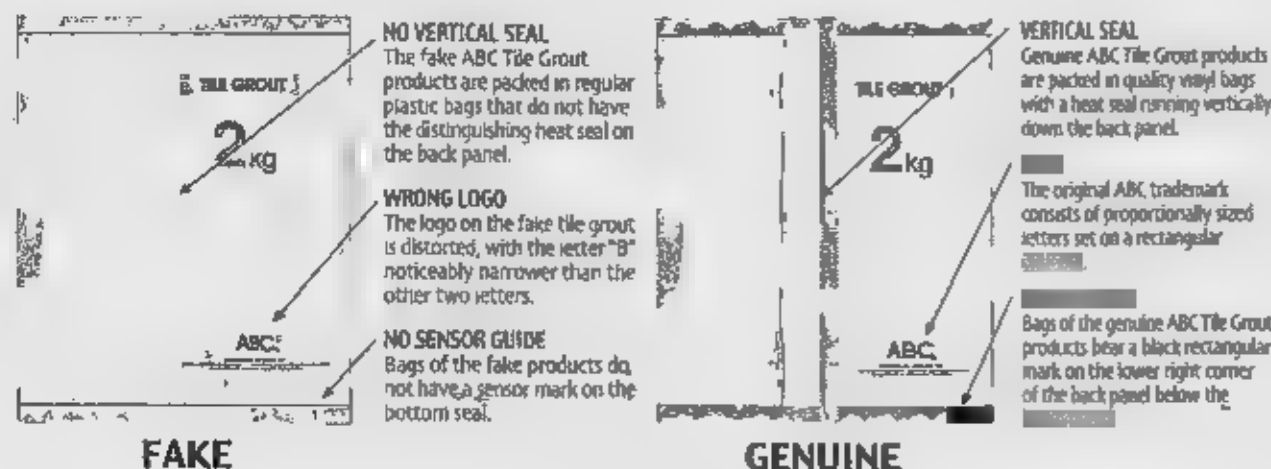 TILE GROUT
2kg
ABC
NO VERTICAL SEAL
The fake ABC Tile Grout
products are packed in regular
plastic bags that do not have
the distinguishing heat seal on
the back panel.
WRONG LOGO
The logo on the fake tile grout
is distorted, with the letter "B"
noticeably narrower than the
other two letters.
NO SENSOR GUIDE
Bags of the fake products do
not have a sensor mark on the
bottom seal.
FAKE
TILE GROUT
2kg
ABC
VERTICAL SEAL
Genuine ABC Tile Grout products
are packed in quality vinyl bags
with a heat seal running vertically
down the back panel.
The original ABC trademark
consists of proportionally sized
letters set on a rectangular
Bags of the genuine ABC Tile Grout
products bear a black rectangular
mark on the lower right corner
of the back panel below the
GENUINE